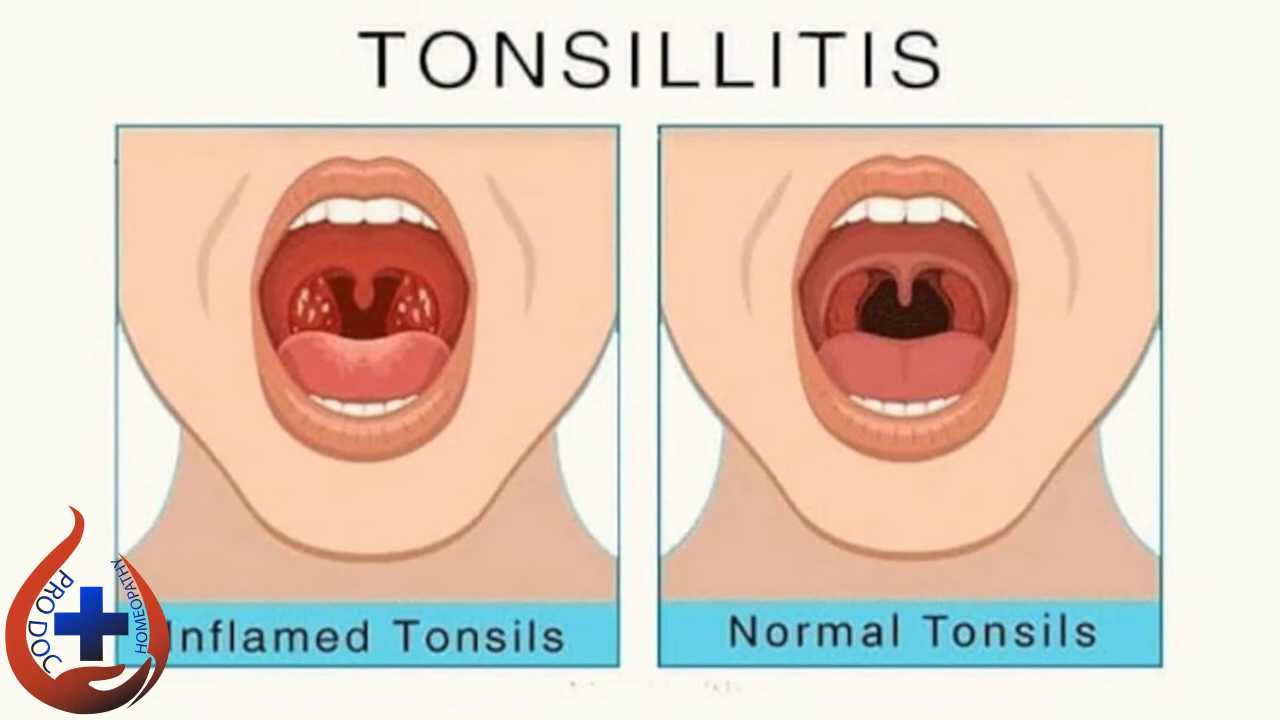 TONSILLITIS
Inflamed Tonsils
Normal Tonsils
PRO DOC
HOMEOPATHY